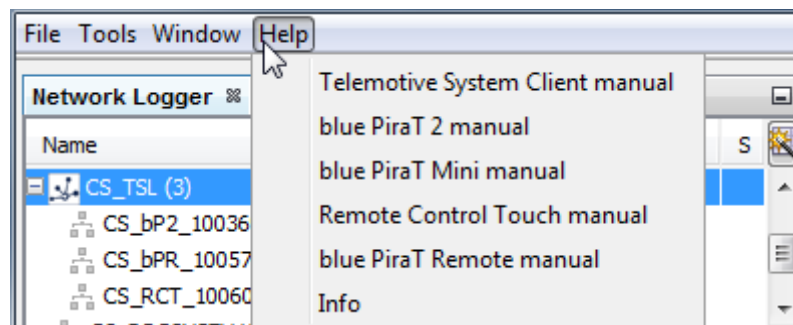 File Tools Window Help
Network Logger
Name S
CS_TSL (3)
CS_bP2_10036
CS_bPR_10057
CS_RCT_10060
Telemotive System Client manual
blue PiraT 2 manual
blue PiraT Mini manual
Remote Control Touch manual
blue PiraT Remote manual
Info